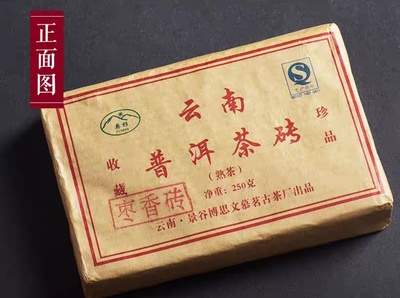 正面图
云南
普洱茶砖
(熟茶)
净重:250克
收藏
珍品
枣香砖
云南·景谷博思文慕茗古茶厂出品